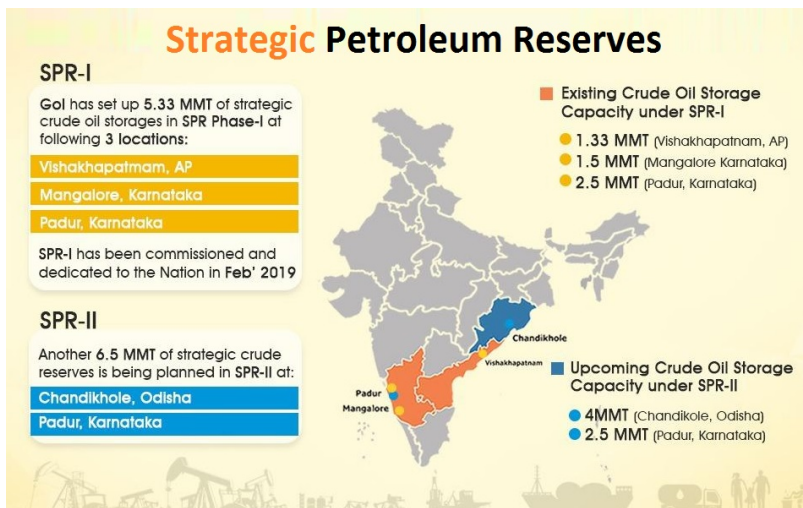 Strategic Petroleum Reserves
SPR-I
GoI has set up 5.33 MMT of strategic
crude oil storages in SPR Phase-I at
following 3 locations:
Vishakhapatmam, AP
Mangalore, Karnataka
Padur, Karnataka
SPR-I has been commissioned and
dedicated to the Nation in Feb' 2019
SPR-II
Another 6.5 MMT of strategic crude
reserves is being planned in SPR-II at:
Chandikhole, Odisha
Padur, Karnataka
Chandikhole
Vishakhapatnam
Padur
Mangalore
Existing Crude Oil Storage
Capacity under SPR-I
1.33 MMT (Vishakhapatnam, AP)
1.5 MMT (Mangalore Karnataka)
2.5 MMT (Padur, Karnataka)
Upcoming Crude Oil Storage
Capacity under SPR-II
4MMT (Chandikole, Odisha)
2.5 MMT (Padur, Karnataka)